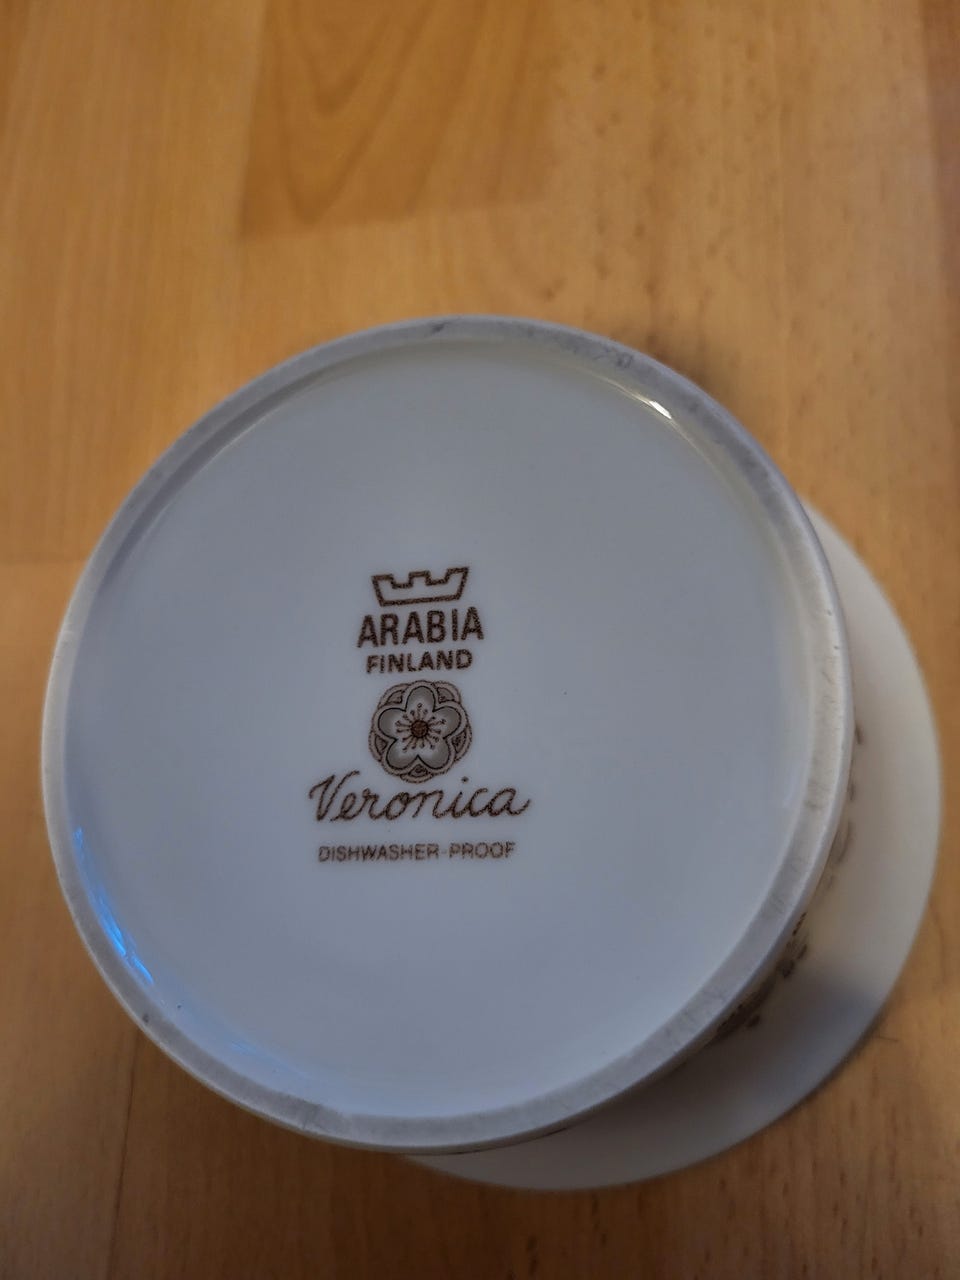 ARABIA
FINLAND
Veronica
DISHWASHER-PROOF